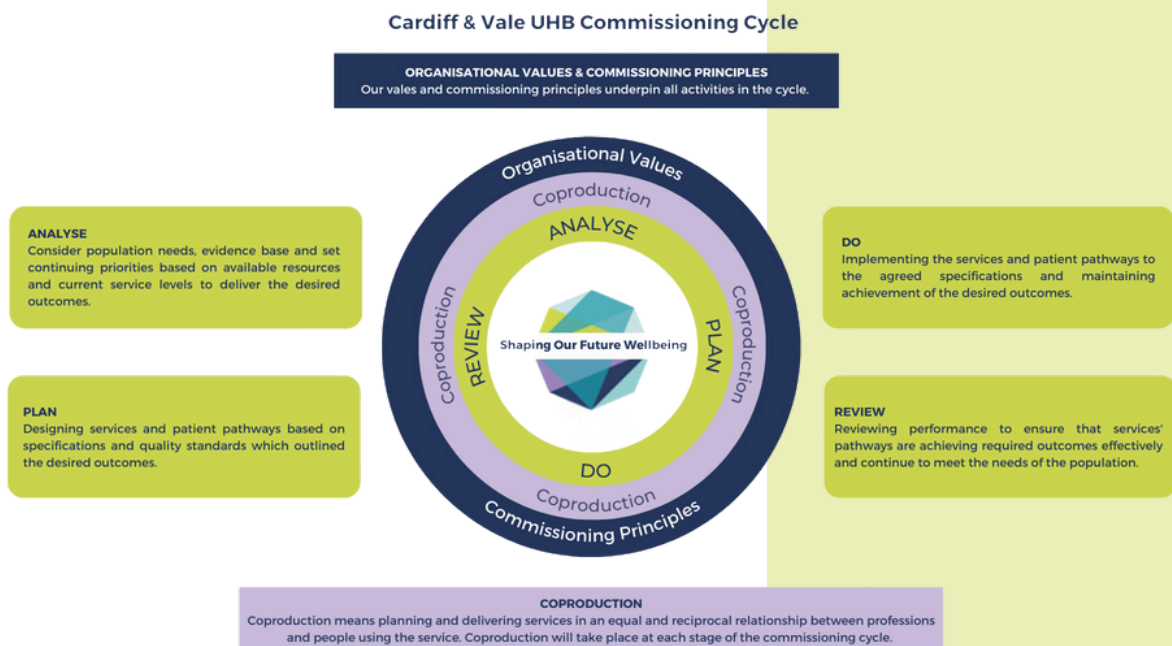 Cardiff & Vale UHB Commissioning Cycle
ORGANISATIONAL VALUES & COMMISSIONING PRINCIPLES
Our vales and commissioning principles underpin all activities in the cycle.
ANALYSE
Consider population needs, evidence base and set
continuing priorities based on available resources
and current service levels to deliver the desired
outcomes.
PLAN
Designing services and patient pathways based on
specifications and quality standards which outlined
the desired outcomes.
Organisational Values
Coproduction
ANALYSE
Coproduction
REVIEW
Shaping Our Future Wellbeing
PLAN
Coproduction
DO
Coproduction
Commissioning Principles
DO
Implementing the services and patient pathways to
the agreed specifications and maintaining
achievement of the desired outcomes.
REVIEW
Reviewing performance to ensure that services'
pathways are achieving required outcomes effectively
and continue to meet the needs of the population.
COPRODUCTION
Coproduction means planning and delivering services in an equal and reciprocal relationship between professions
and people using the service. Coproduction will take place at each stage of the commissioning cycle.